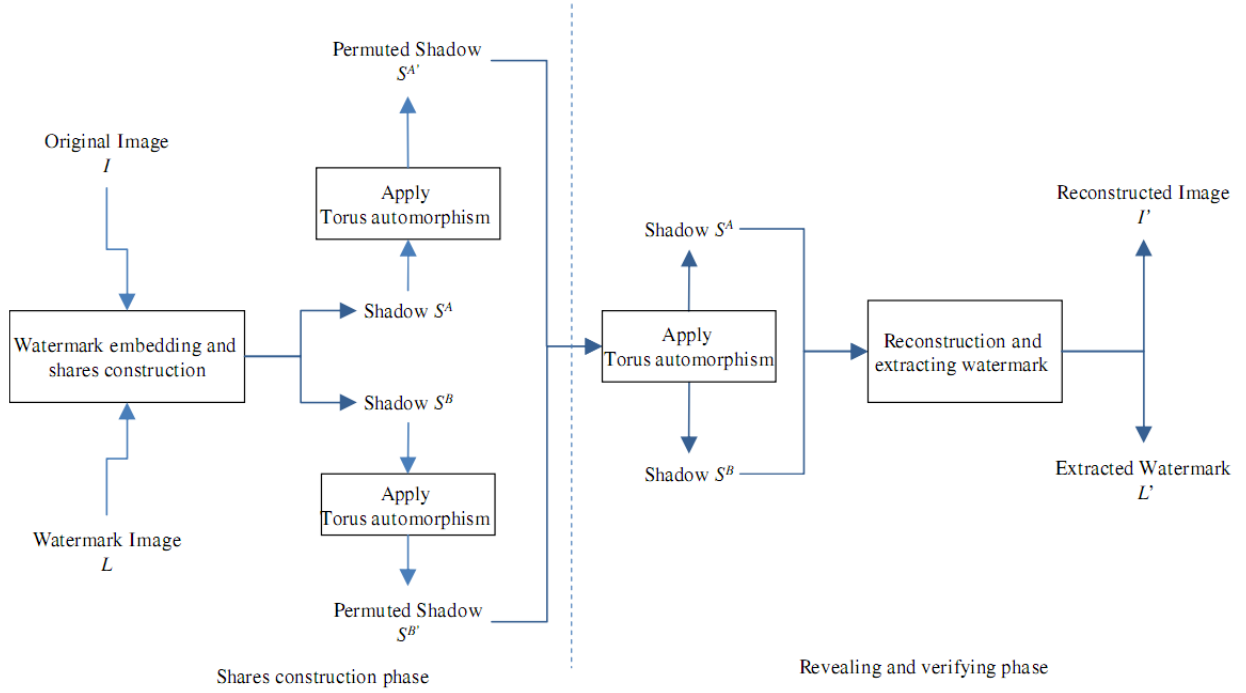 Original Image
I
Watermark embedding and
shares construction
Watermark Image
L
Permuted Shadow
S^A'
Apply
Torus automorphism
Shadow S^A
Shadow S^B
Apply
Torus automorphism
Permuted Shadow
S^B'
Shares construction phase
Shadow S^A
Apply
Torus automorphism
Shadow S^B
Reconstruction and
extracting watermark
Reconstructed Image
I'
Extracted Watermark
L'
Revealing and verifying phase